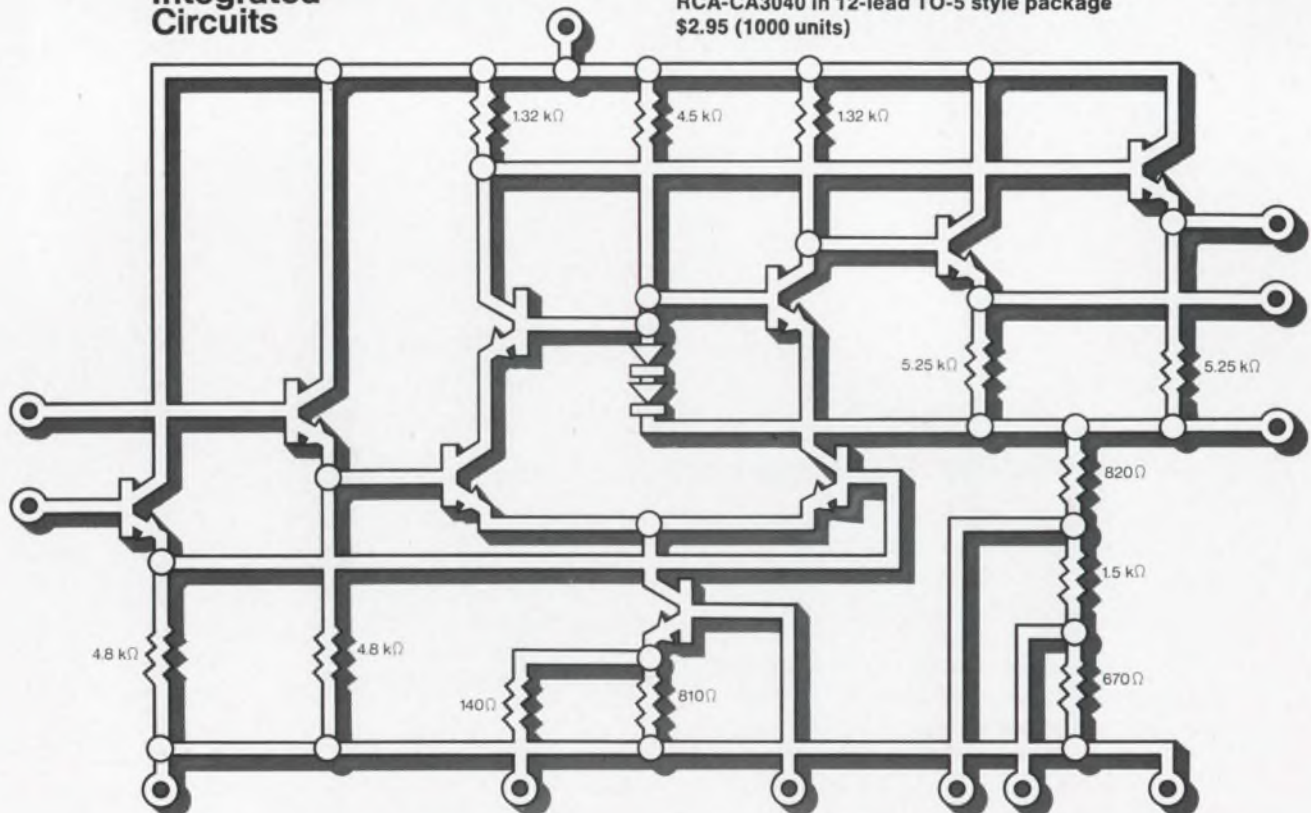 Integrated
Circuits
RCA-CA3040 in 12-lead TO-5 style package
$2.95 (1000 units)
1.32 kΩ
4.5 kΩ
1.32 kΩ
5.25 kΩ
5.25 kΩ
820Ω
1.5 kΩ
4.8 kΩ
4.8 kΩ
140Ω
810Ω
670Ω